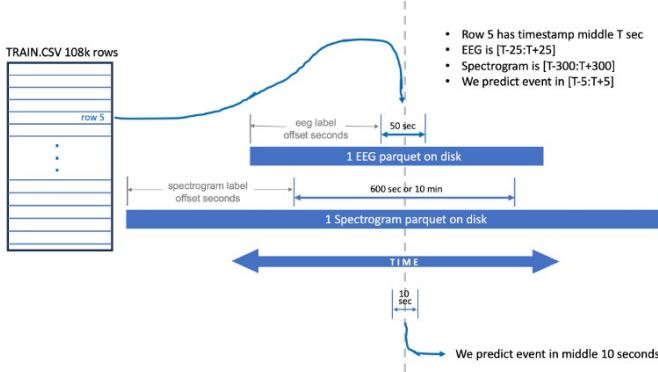 TRAIN.CSV 108k rows
row 5
• Row 5 has timestamp middle T sec
• EEG is [T-25:T+25]
• Spectrogram is [T-300:T+300]
• We predict event in [T-5:T+5]
eeg label
offset seconds
50 sec
1 EEG parquet on disk
spectrogram label
offset seconds
600 sec or 10 min
1 Spectrogram parquet on disk
TIME
10
sec
We predict event in middle 10 seconds